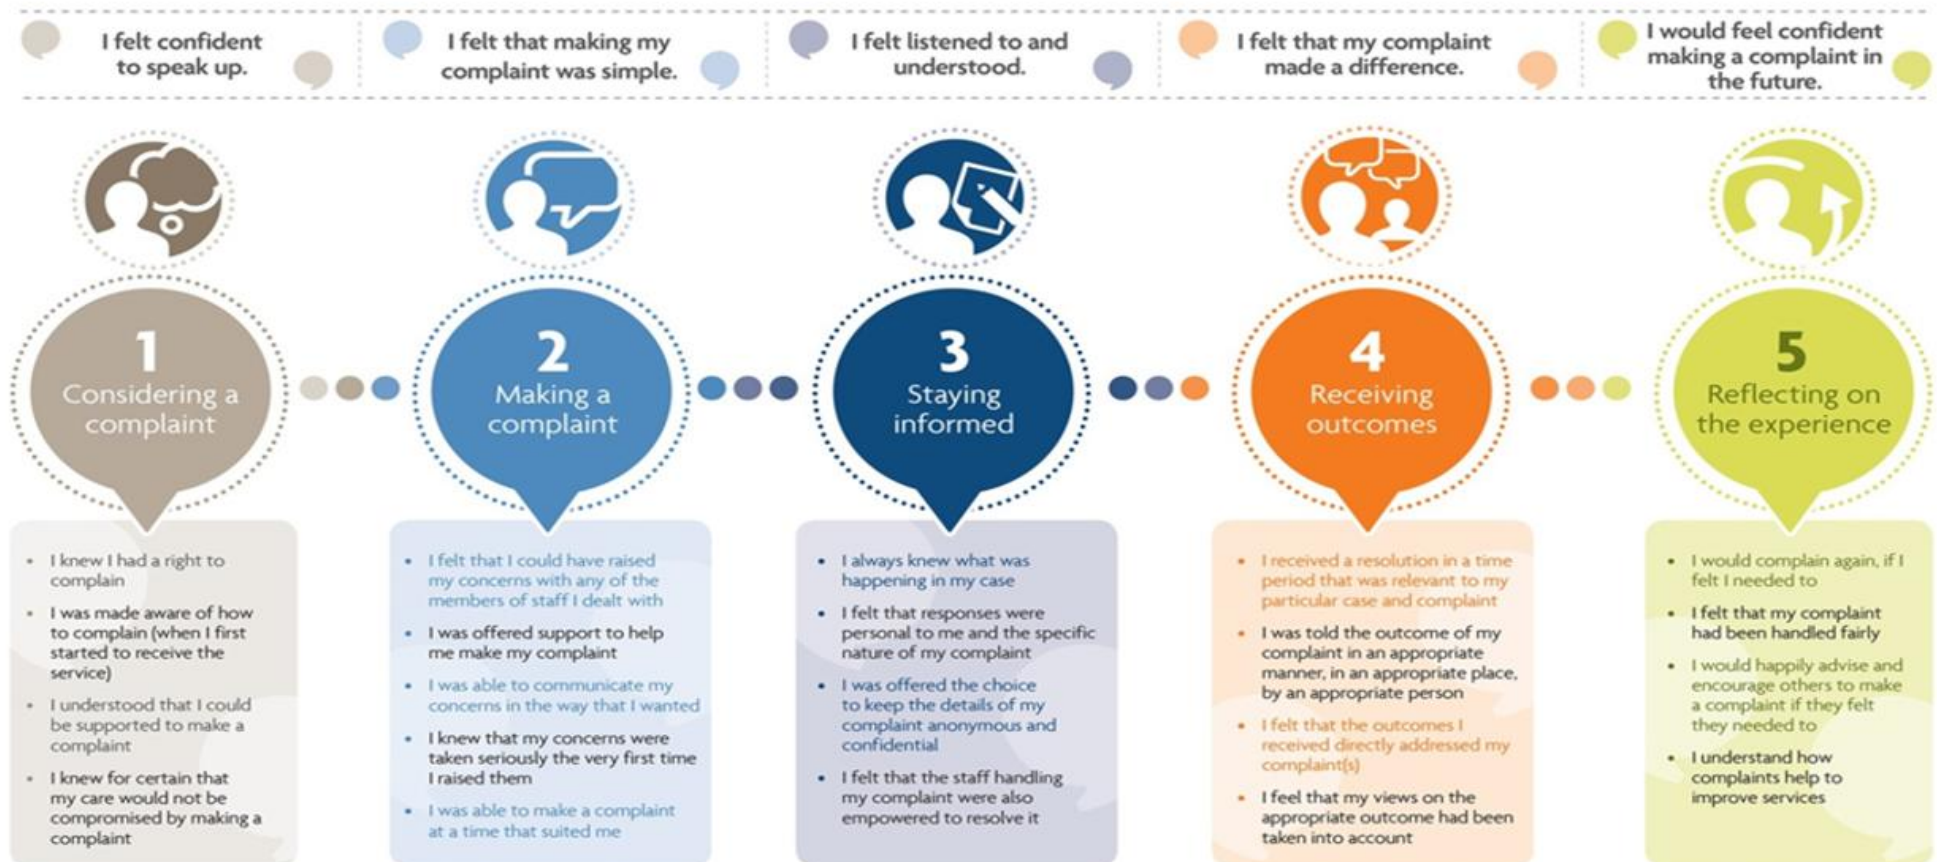 I felt confident
to speak up.
I felt that making my
complaint was simple.
I felt listened to and
understood.
I felt that my complaint
made a difference.
I would feel confident
making a complaint in
the future.
1
Considering a
complaint
2
Making a
complaint
3
Staying
informed
4
Receiving
outcomes
5
Reflecting on
the experience
• I knew I had a right to
complain
• I was made aware of how
to complain (when I first
started to receive the
service)
• I understood that I could
be supported to make a
complaint
• I knew for certain that
my care would not be
compromised by making a
complaint
• I felt that I could have raised
my concerns with any of the
members of staff I dealt with
• I was offered support to help
me make my complaint
• I was able to communicate my
concerns in the way that I wanted
• I knew that my concerns were
taken seriously the very first time
I raised them
• I was able to make a complaint
at a time that suited me
• I always knew what was
happening in my case
• I felt that responses were
personal to me and the specific
nature of my complaint
• I was offered the choice
to keep the details of my
complaint anonymous and
confidential
• I felt that the staff handling
my complaint were also
empowered to resolve it
• I received a resolution in a time
period that was relevant to my
particular case and complaint
• I was told the outcome of my
complaint in an appropriate
manner, in an appropriate place,
by an appropriate person
• I felt that the outcomes I
received directly addressed my
complaint(s)
• I feel that my views on the
appropriate outcome had been
taken into account
• I would complain again, if I
felt I needed to
• I felt that my complaint
had been handled fairly
• I would happily advise and
encourage others to make
a complaint if they felt
they needed to
• I understand how
complaints help to
improve services